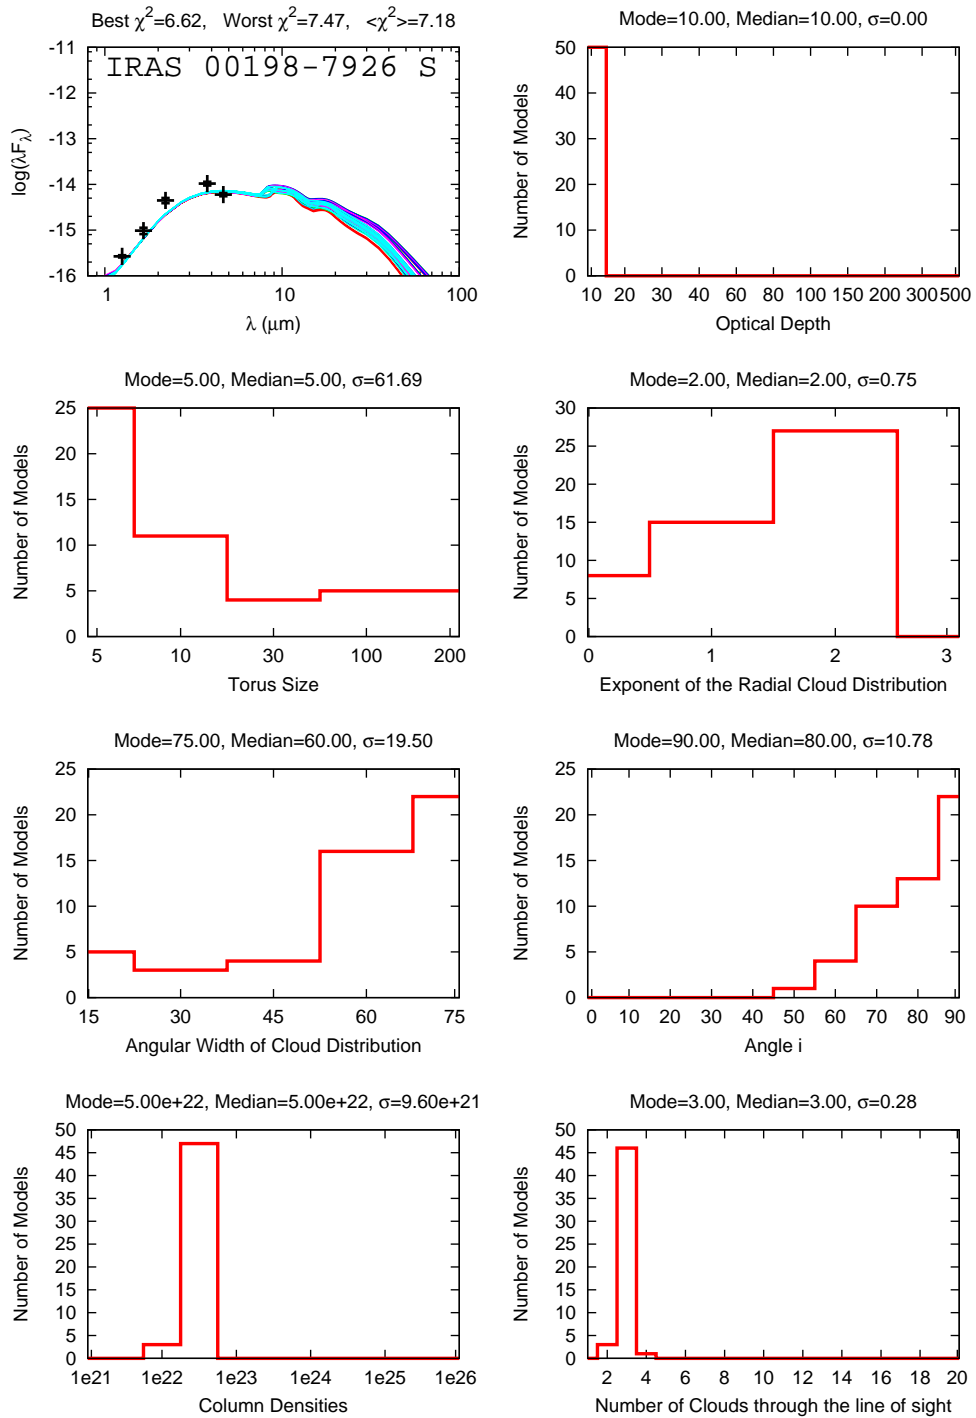 Best χ²=6.62, Worst χ²=7.47, <χ²>=7.18
IRAS 00198-7926 S
log(λFλ)
-11
-12
-13
-14
-15
-16
1 10 100
λ (μm)
Mode=10.00, Median=10.00, σ=0.00
Number of Models
50
40
30
20
10
0
10 20 30 40 60 80 100 150 200 300 500
Optical Depth
Mode=5.00, Median=5.00, σ=61.69
Number of Models
25
20
15
10
5
0
5 10 30 100 200
Torus Size
Mode=2.00, Median=2.00, σ=0.75
Number of Models
30
25
20
15
10
5
0
0 1 2 3
Exponent of the Radial Cloud Distribution
Mode=75.00, Median=60.00, σ=19.50
Number of Models
25
20
15
10
5
0
15 30 45 60 75
Angular Width of Cloud Distribution
Mode=90.00, Median=80.00, σ=10.78
Number of Models
25
20
15
10
5
0
0 10 20 30 40 50 60 70 80 90
Angle i
Mode=5.00e+22, Median=5.00e+22, σ=9.60e+21
Number of Models
50
45
40
35
30
25
20
15
10
5
0
1e21 1e22 1e23 1e24 1e25 1e26
Column Densities
Mode=3.00, Median=3.00, σ=0.28
Number of Models
50
45
40
35
30
25
20
15
10
5
0
2 4 6 8 10 12 14 16 18 20
Number of Clouds through the line of sight